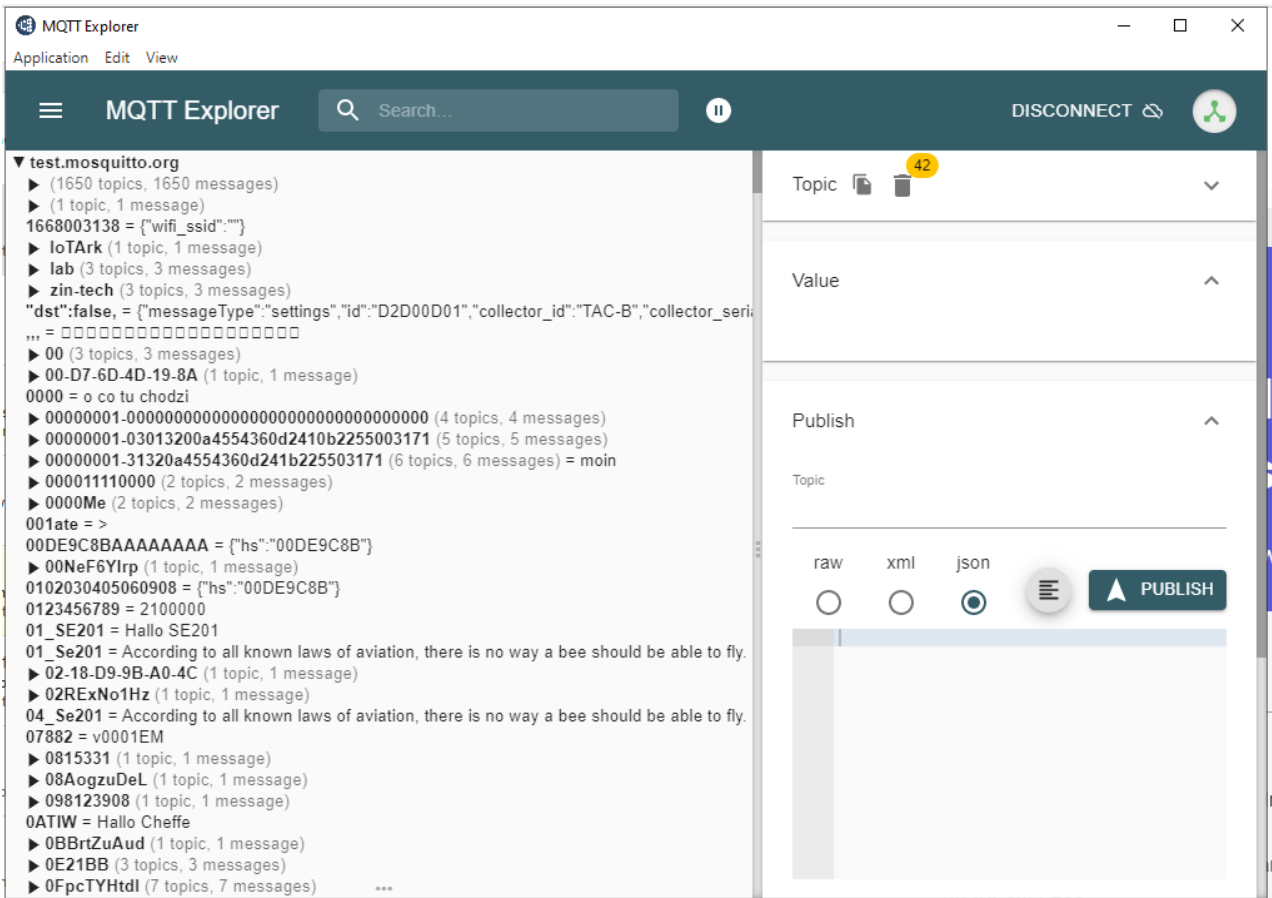 MQTT Explorer
Application Edit View
MQTT Explorer
Search...
DISCONNECT
▼ test.mosquitto.org
▶ (1650 topics, 1650 messages)
▶ (1 topic, 1 message)
1668003138 = {"wifi_ssid":""}
▶ IoTArk (1 topic, 1 message)
▶ lab (3 topics, 3 messages)
▶ zin-tech (3 topics, 3 messages)
"dst":false, = {"messageType":"settings","id":"D2D00D01","collector_id":"TAC-B","collector_seri
,,, = □□□□□□□□□□□□□□□□□□□□
▶ 00 (3 topics, 3 messages)
▶ 00-D7-6D-4D-19-8A (1 topic, 1 message)
0000 = o co tu chodzi
▶ 00000001-00000000000000000000000000000000 (4 topics, 4 messages)
▶ 00000001-03013200a4554360d2410b2255003171 (5 topics, 5 messages)
▶ 00000001-31320a4554360d241b225503171 (6 topics, 6 messages) = moin
▶ 000011110000 (2 topics, 2 messages)
▶ 0000Me (2 topics, 2 messages)
001ate = >
00DE9C8BAAAAAAAA = {"hs":"00DE9C8B"}
▶ 00NeF6YIrp (1 topic, 1 message)
0102030405060908 = {"hs":"00DE9C8B"}
0123456789 = 2100000
01_SE201 = Hallo SE201
01_Se201 = According to all known laws of aviation, there is no way a bee should be able to fly.
▶ 02-18-D9-9B-A0-4C (1 topic, 1 message)
▶ 02RExNo1Hz (1 topic, 1 message)
04_Se201 = According to all known laws of aviation, there is no way a bee should be able to fly.
07882 = v0001EM
▶ 0815331 (1 topic, 1 message)
▶ 08AogzuDeL (1 topic, 1 message)
▶ 098123908 (1 topic, 1 message)
0ATIW = Hallo Cheffe
▶ 0BBrtZuAud (1 topic, 1 message)
▶ 0E21BB (3 topics, 3 messages)
▶ 0FpcTYHtdI (7 topics, 7 messages)
42
Topic
Value
Publish
Topic
raw xml json
PUBLISH